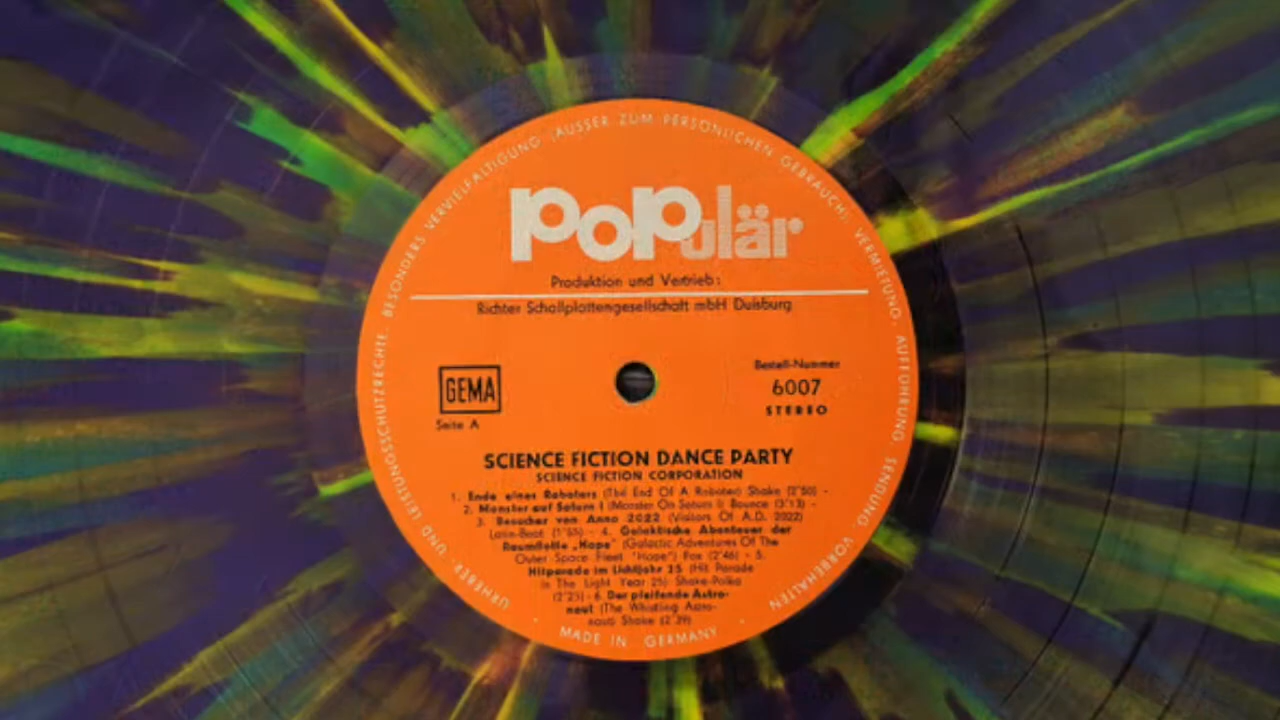 URHEBER- UND LEISTUNGSSCHUTZRECHTE. BESONDERS VERVIELFÄLTIGUNG (AUSSER ZUM PERSÖNLICHEN GEBRAUCH), VERMIETUNG, AUFFÜHRUNG, SENDUNG, VORBEHALTEN
POPulär
Produktion und Vertrieb:
Richter Schallplattengesellschaft mbH Duisburg
GEMA
Seite A
Bestell-Nummer
6007
STEREO
SCIENCE FICTION DANCE PARTY
SCIENCE FICTION CORPORATION
1. Ende eines Roboters (The End Of A Roboter) Shake (2'50) -
2. Monster auf Saturn 1 (Monster On Saturn 1) Bounce (3'13) -
3. Besucher von Anno 2022 (Visitors Of A.D. 2022)
Latin-Beat (1'55) - 4. Galaktische Abenteuer der
Raumflotte „Hope" (Galactic Adventures Of The
Outer Space Fleet "Hope") Fox (2'46) - 5.
Hitparade im Lichtjahr 25 (Hit Parade
In The Light Year 25) Shake-Polka
(2'25) - 6. Der pfeifende Astro-
naut (The Whistling Astro-
naut) Shake (2'39)
MADE IN GERMANY